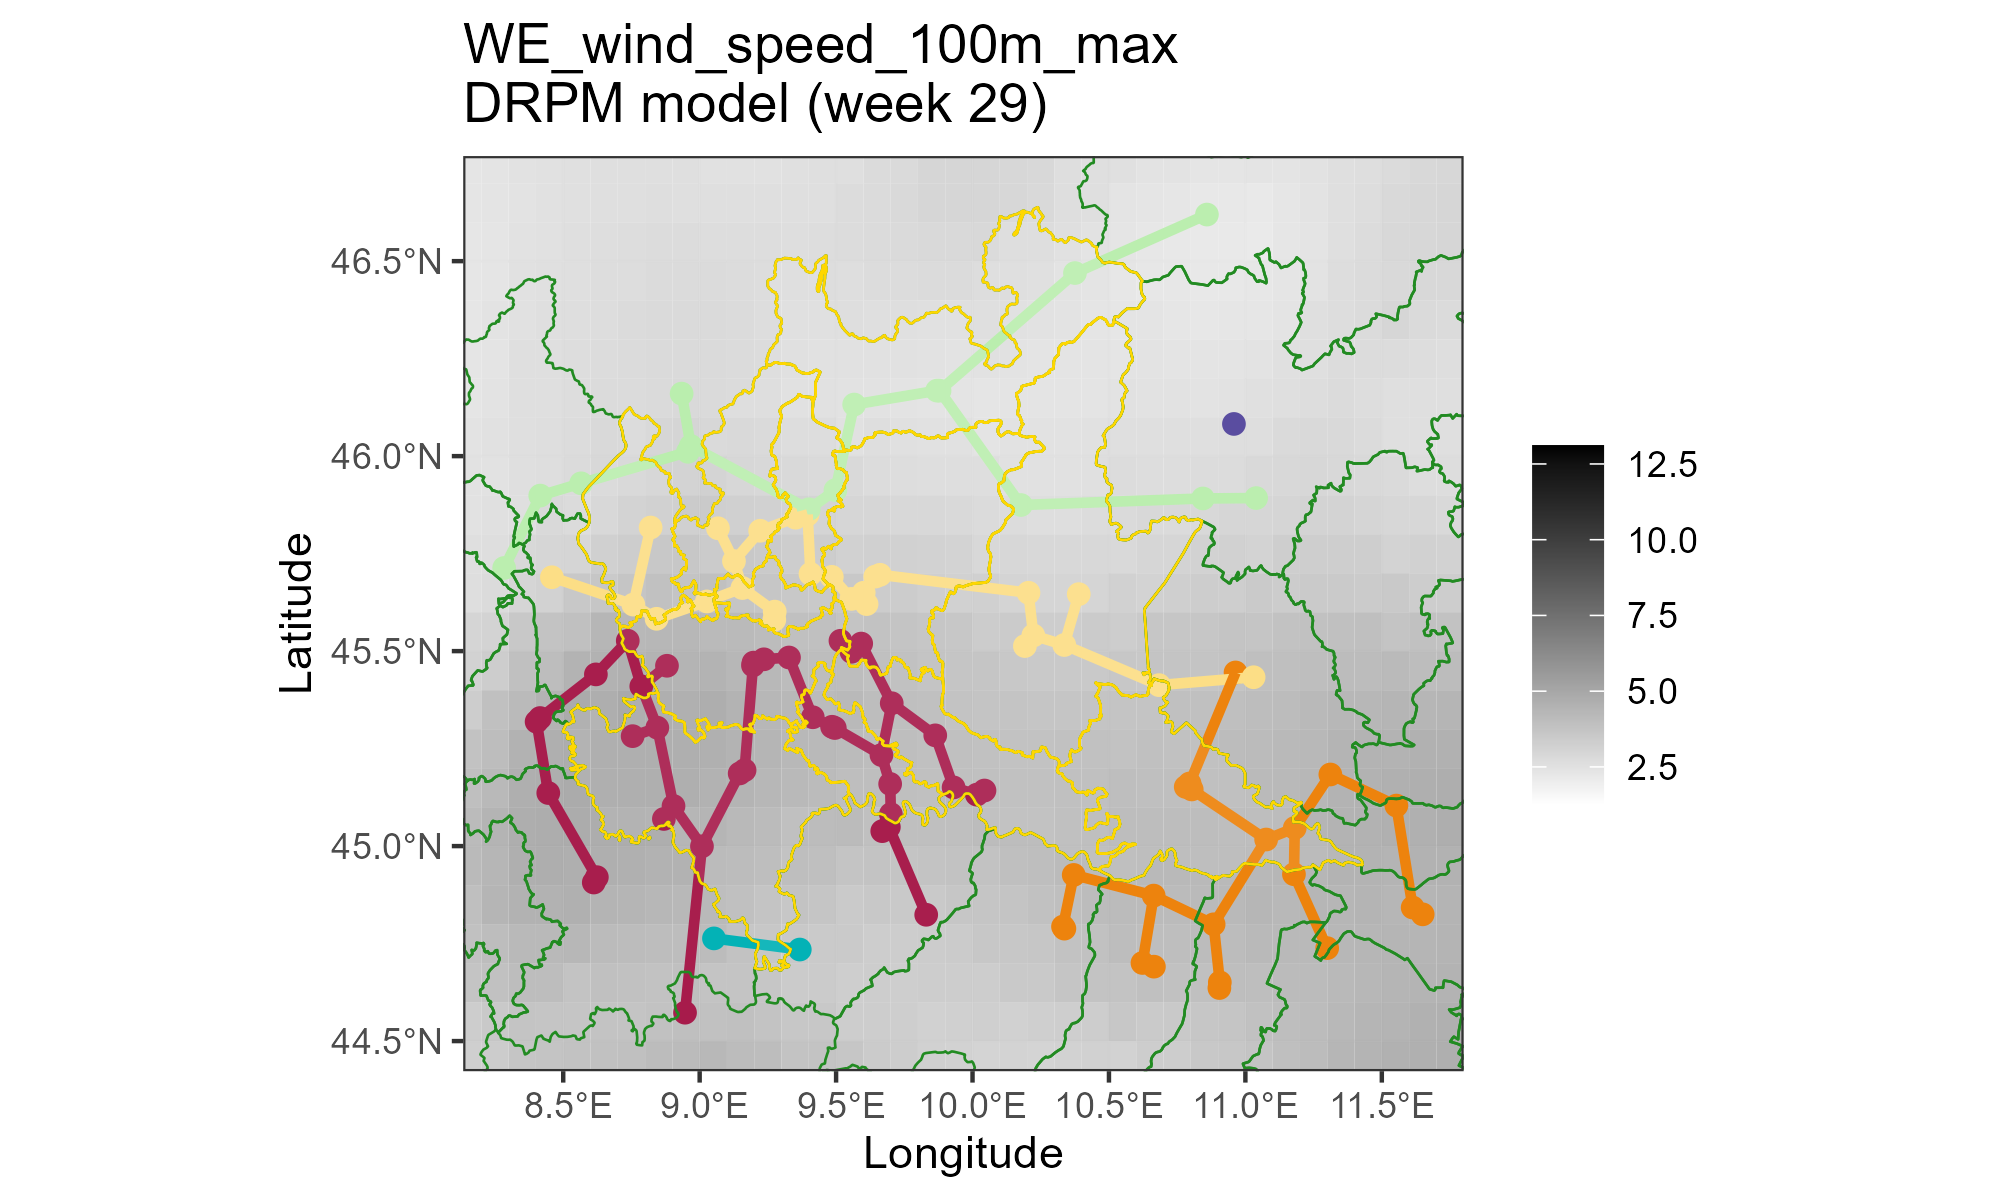 WE_wind_speed_100m_max
DRPM model (week 29)
Latitude
46.5°N
46.0°N
45.5°N
45.0°N
44.5°N
8.5°E
9.0°E
9.5°E
10.0°E
10.5°E
11.0°E
11.5°E
Longitude
12.5
10.0
7.5
5.0
2.5